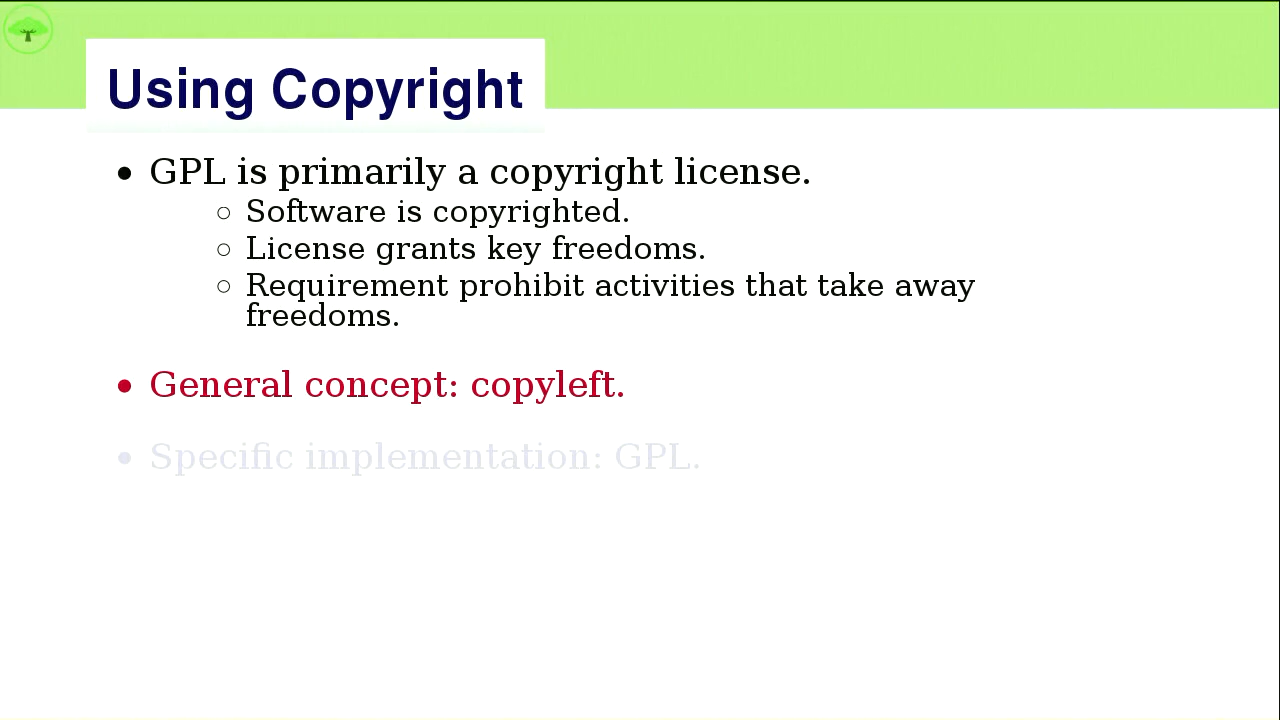 Using Copyright
• GPL is primarily a copyright license.
○ Software is copyrighted.
○ License grants key freedoms.
○ Requirement prohibit activities that take away
freedoms.
• General concept: copyleft.
• Specific implementation: GPL.